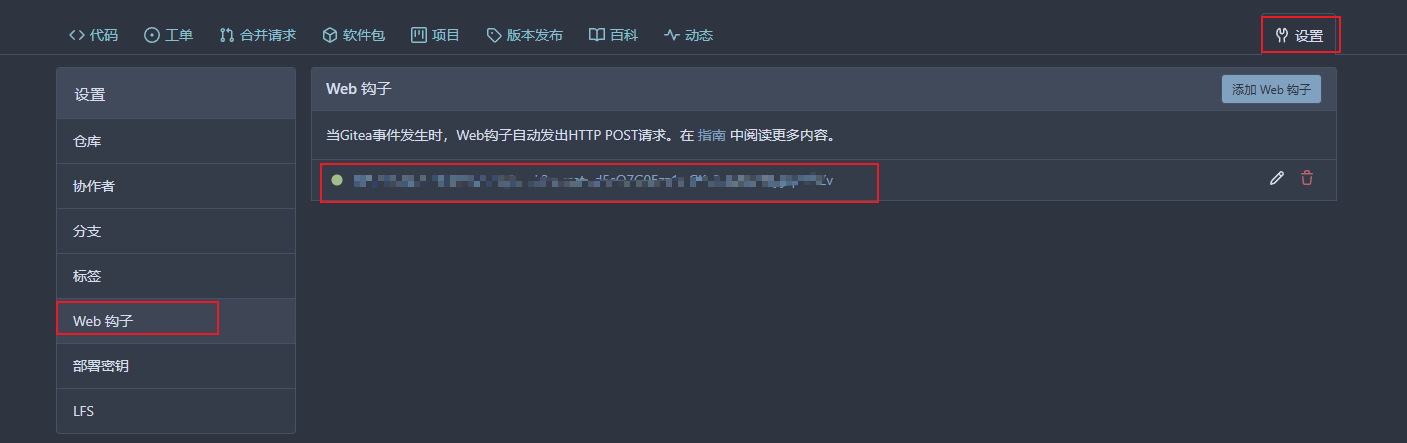 代码 工单 合并请求 软件包 项目 版本发布 百科 动态 设置
设置
仓库
协作者
分支
标签
Web 钩子
部署密钥
LFS
Web 钩子 添加 Web 钩子
当Gitea事件发生时，Web钩子自动发出HTTP POST请求。在 指南 中阅读更多内容。